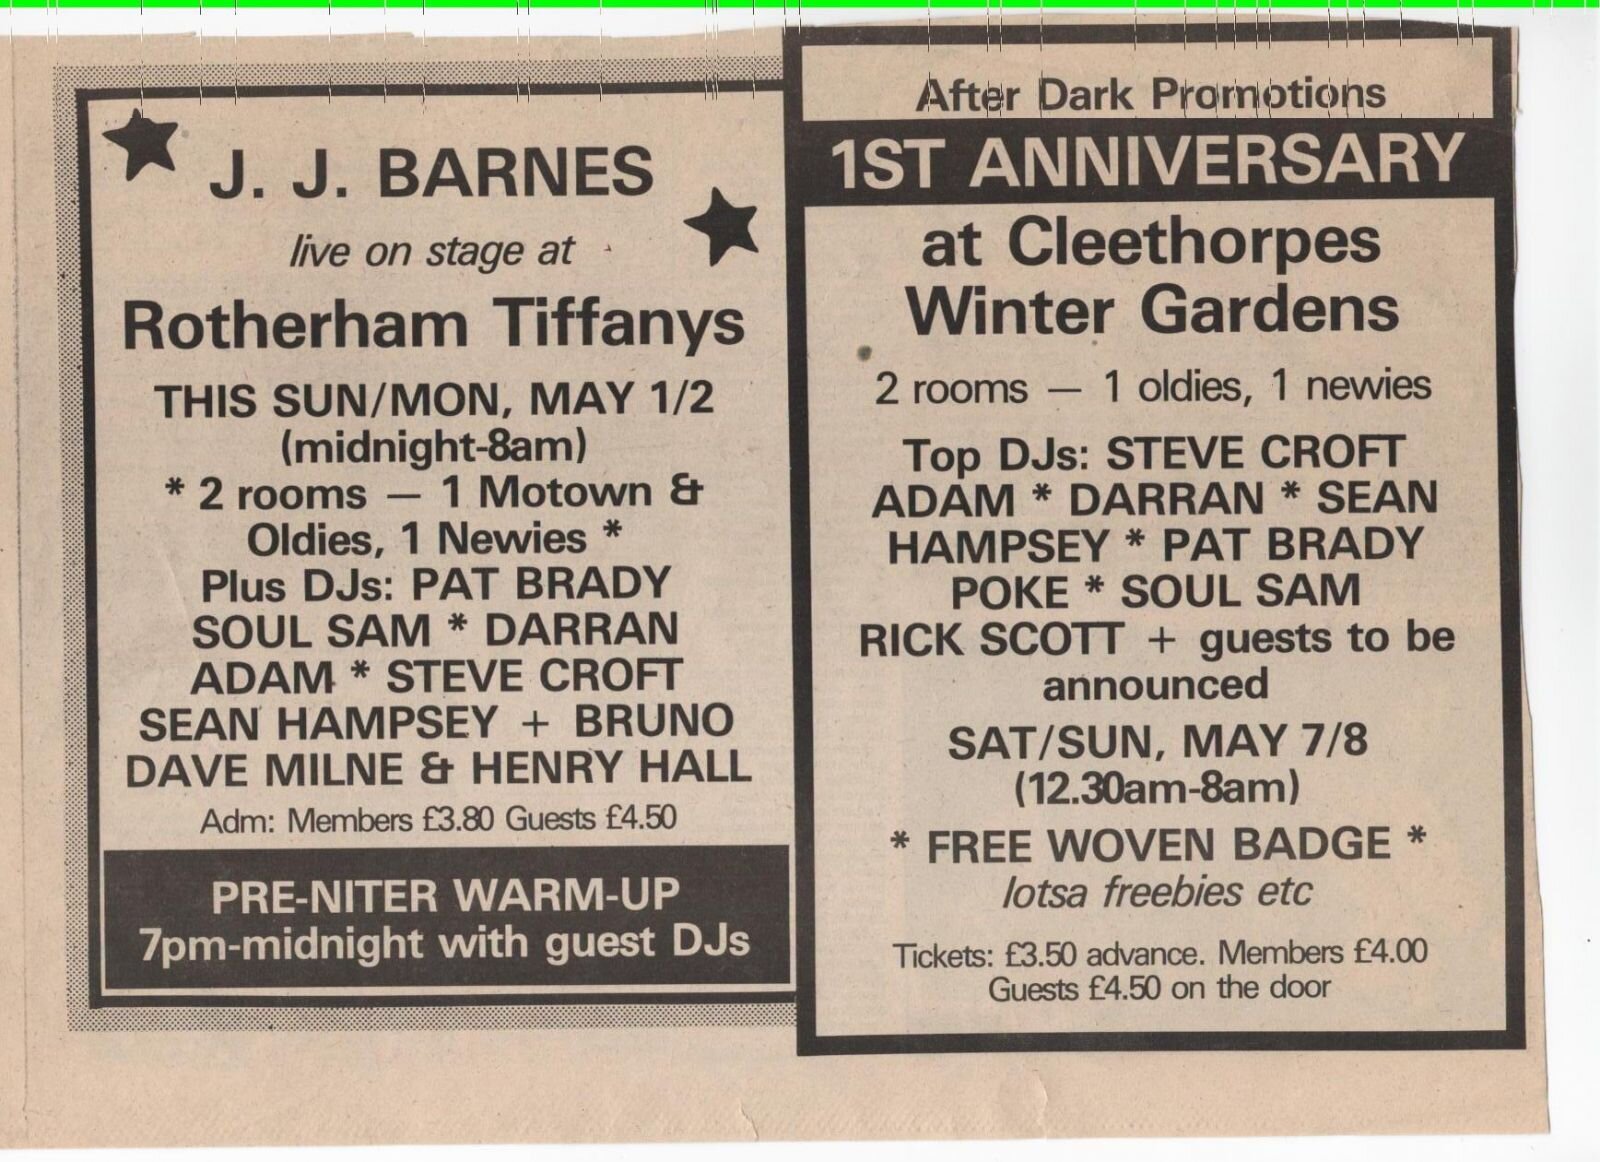 J. J. BARNES
live on stage at
Rotherham Tiffanys
THIS SUN/MON, MAY 1/2
(midnight-8am)
* 2 rooms — 1 Motown &
Oldies, 1 Newies *
Plus DJs: PAT BRADY
SOUL SAM * DARRAN
ADAM * STEVE CROFT
SEAN HAMPSEY + BRUNO
DAVE MILNE & HENRY HALL
Adm: Members £3.80 Guests £4.50
PRE-NITER WARM-UP
7pm-midnight with guest DJs
After Dark Promotions
1ST ANNIVERSARY
at Cleethorpes
Winter Gardens
2 rooms — 1 oldies, 1 newies
Top DJs: STEVE CROFT
ADAM * DARRAN * SEAN
HAMPSEY * PAT BRADY
POKE * SOUL SAM
RICK SCOTT + guests to be
announced
SAT/SUN, MAY 7/8
(12.30am-8am)
* FREE WOVEN BADGE *
lotsa freebies etc
Tickets: £3.50 advance. Members £4.00
Guests £4.50 on the door